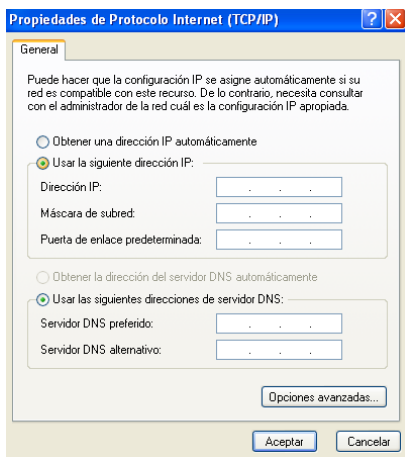 Propiedades de Protocolo Internet (TCP/IP)
General
Puede hacer que la configuración IP se asigne automáticamente si su
red es compatible con este recurso. De lo contrario, necesita consultar
con el administrador de la red cuál es la configuración IP apropiada.
Obtener una dirección IP automáticamente
Usar la siguiente dirección IP:
Dirección IP:
Máscara de subred:
Puerta de enlace predeterminada:
Obtener la dirección del servidor DNS automáticamente
Usar las siguientes direcciones de servidor DNS:
Servidor DNS preferido:
Servidor DNS alternativo:
Opciones avanzadas...
Aceptar
Cancelar